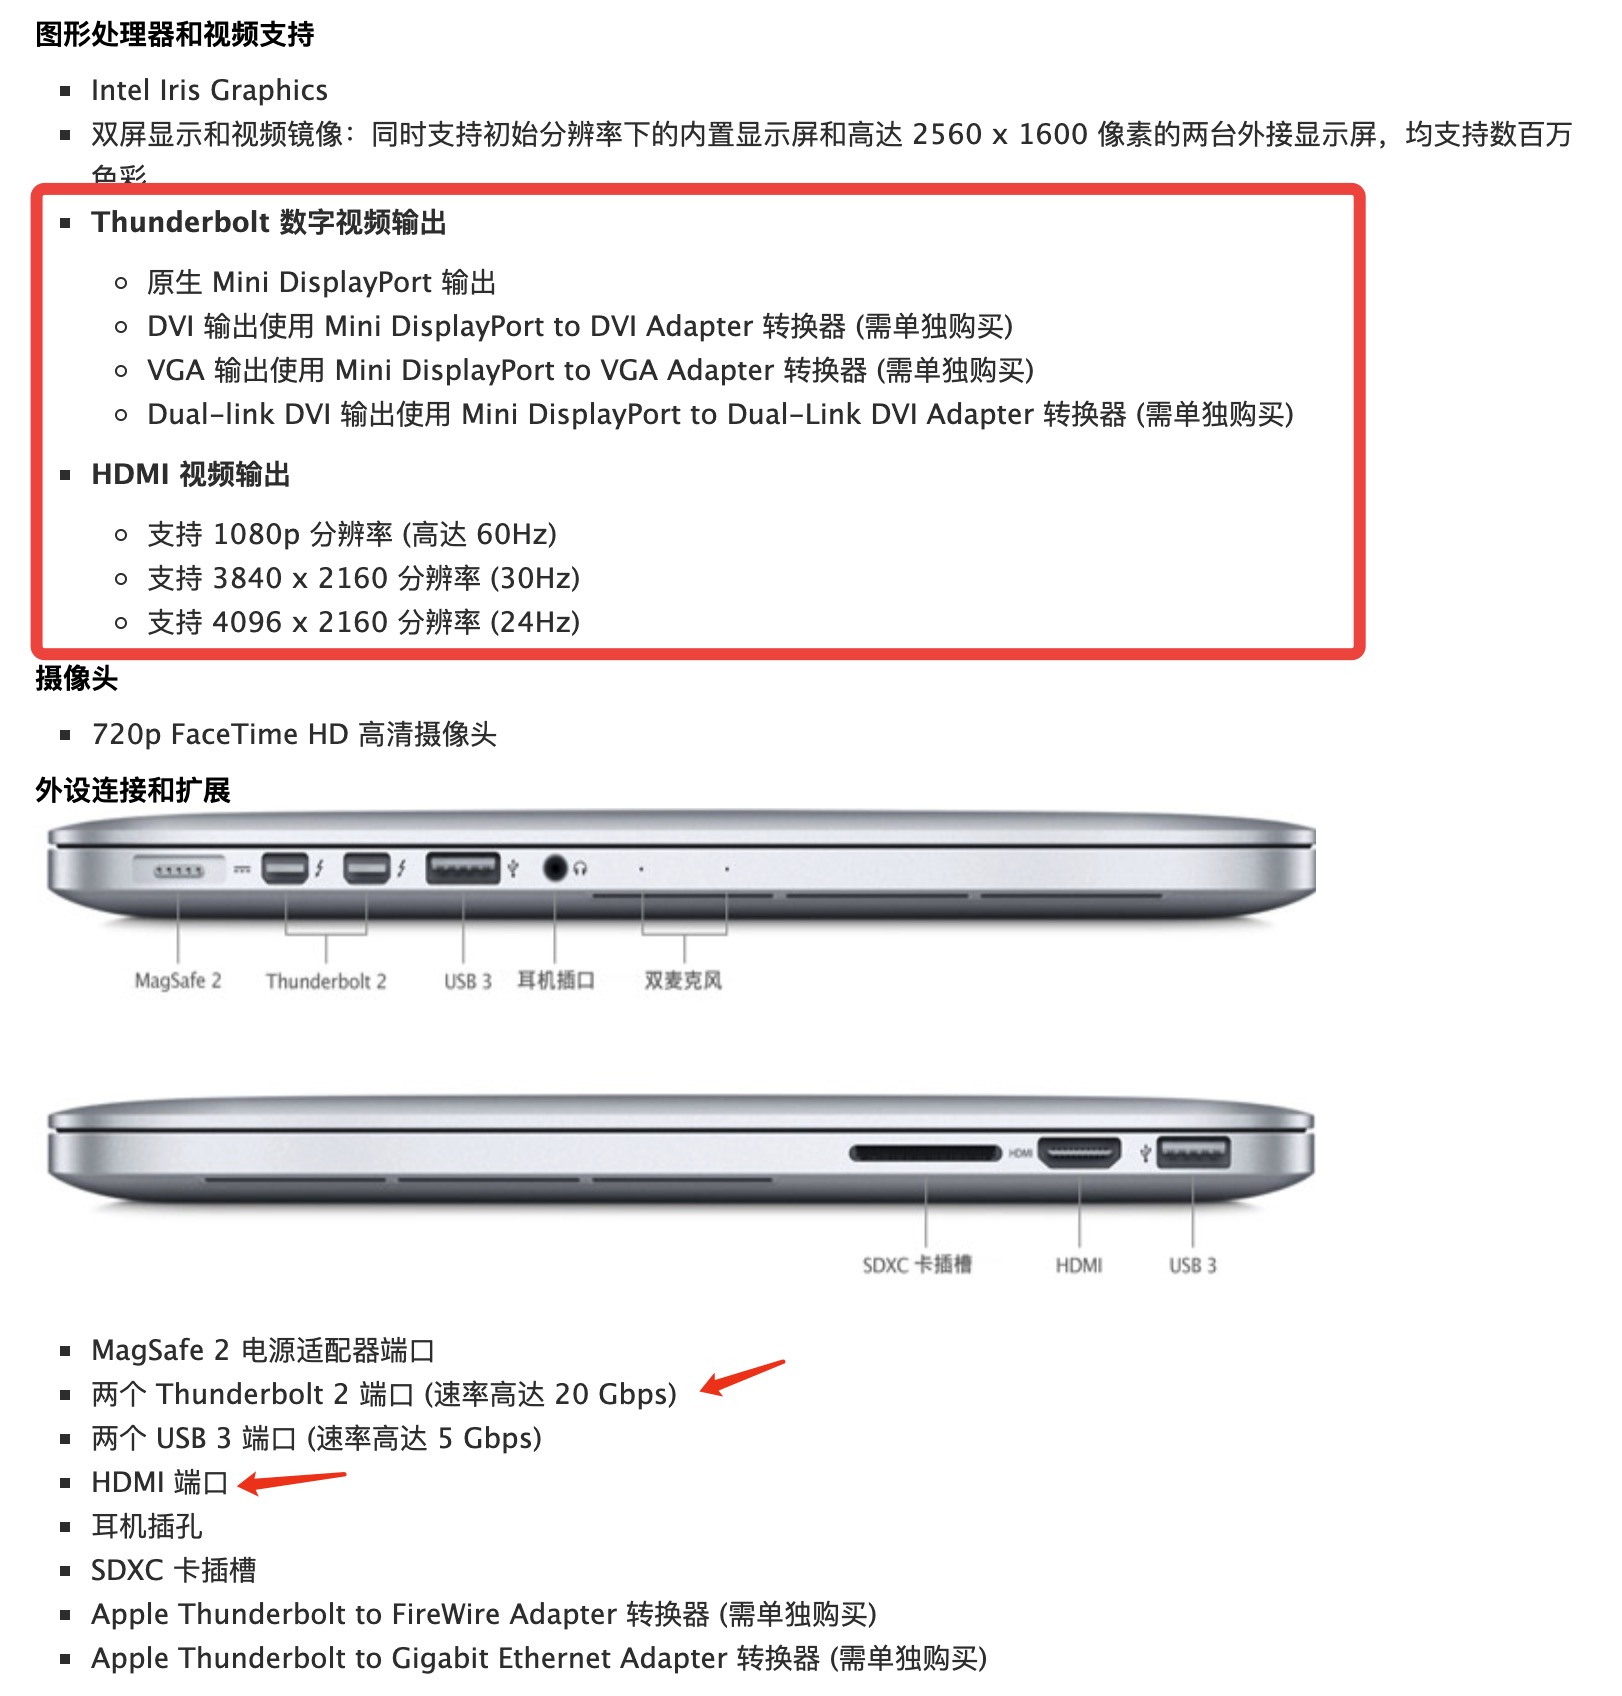 图形处理器和视频支持
Intel Iris Graphics
双屏显示和视频镜像：同时支持初始分辨率下的内置显示屏和高达 2560 x 1600 像素的两台外接显示屏，均支持数百万
色彩
Thunderbolt 数字视频输出
原生 Mini DisplayPort 输出
DVI 输出使用 Mini DisplayPort to DVI Adapter 转换器 (需单独购买)
VGA 输出使用 Mini DisplayPort to VGA Adapter 转换器 (需单独购买)
Dual-link DVI 输出使用 Mini DisplayPort to Dual-Link DVI Adapter 转换器 (需单独购买)
HDMI 视频输出
支持 1080p 分辨率 (高达 60Hz)
支持 3840 x 2160 分辨率 (30Hz)
支持 4096 x 2160 分辨率 (24Hz)
摄像头
720p FaceTime HD 高清摄像头
外设连接和扩展
MagSafe 2 Thunderbolt 2 USB 3 耳机插口 双麦克风
HDMI
SDXC 卡插槽 HDMI USB 3
MagSafe 2 电源适配器端口
两个 Thunderbolt 2 端口 (速率高达 20 Gbps)
两个 USB 3 端口 (速率高达 5 Gbps)
HDMI 端口
耳机插孔
SDXC 卡插槽
Apple Thunderbolt to FireWire Adapter 转换器 (需单独购买)
Apple Thunderbolt to Gigabit Ethernet Adapter 转换器 (需单独购买)